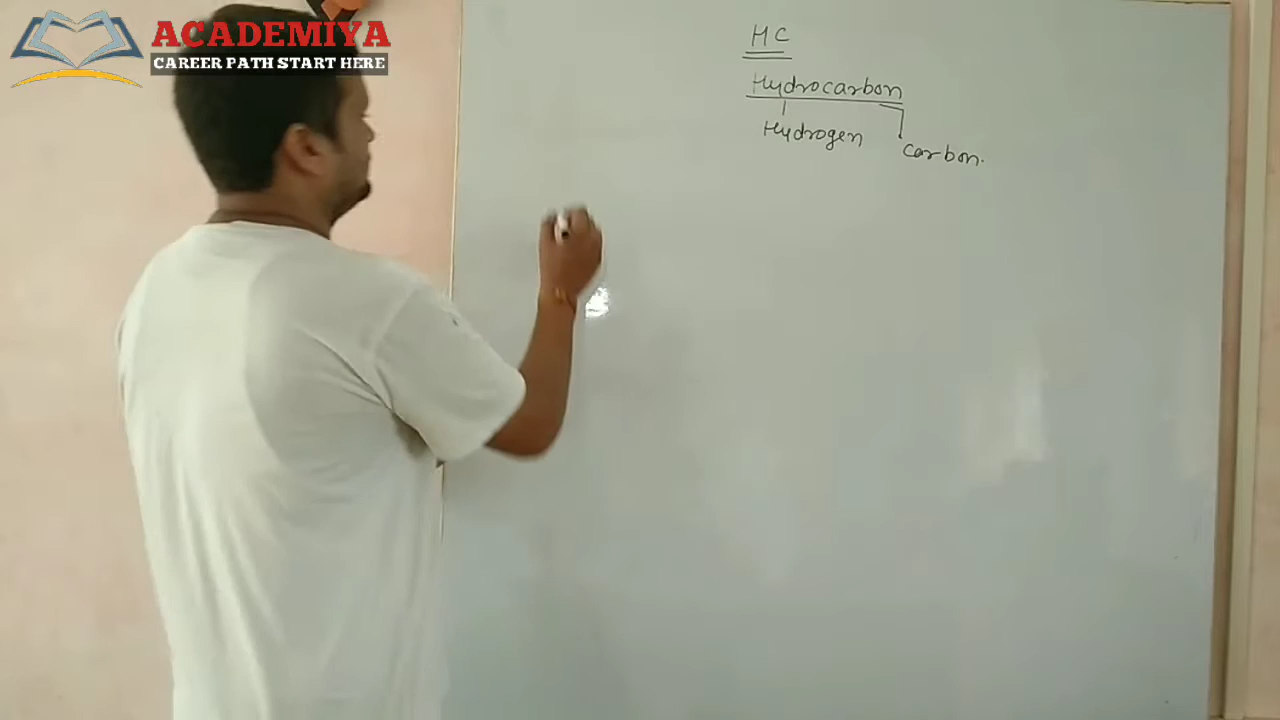 ACADEMIYA
CAREER PATH START HERE
HC
Hydrocarbon
Hydrogen
carbon.